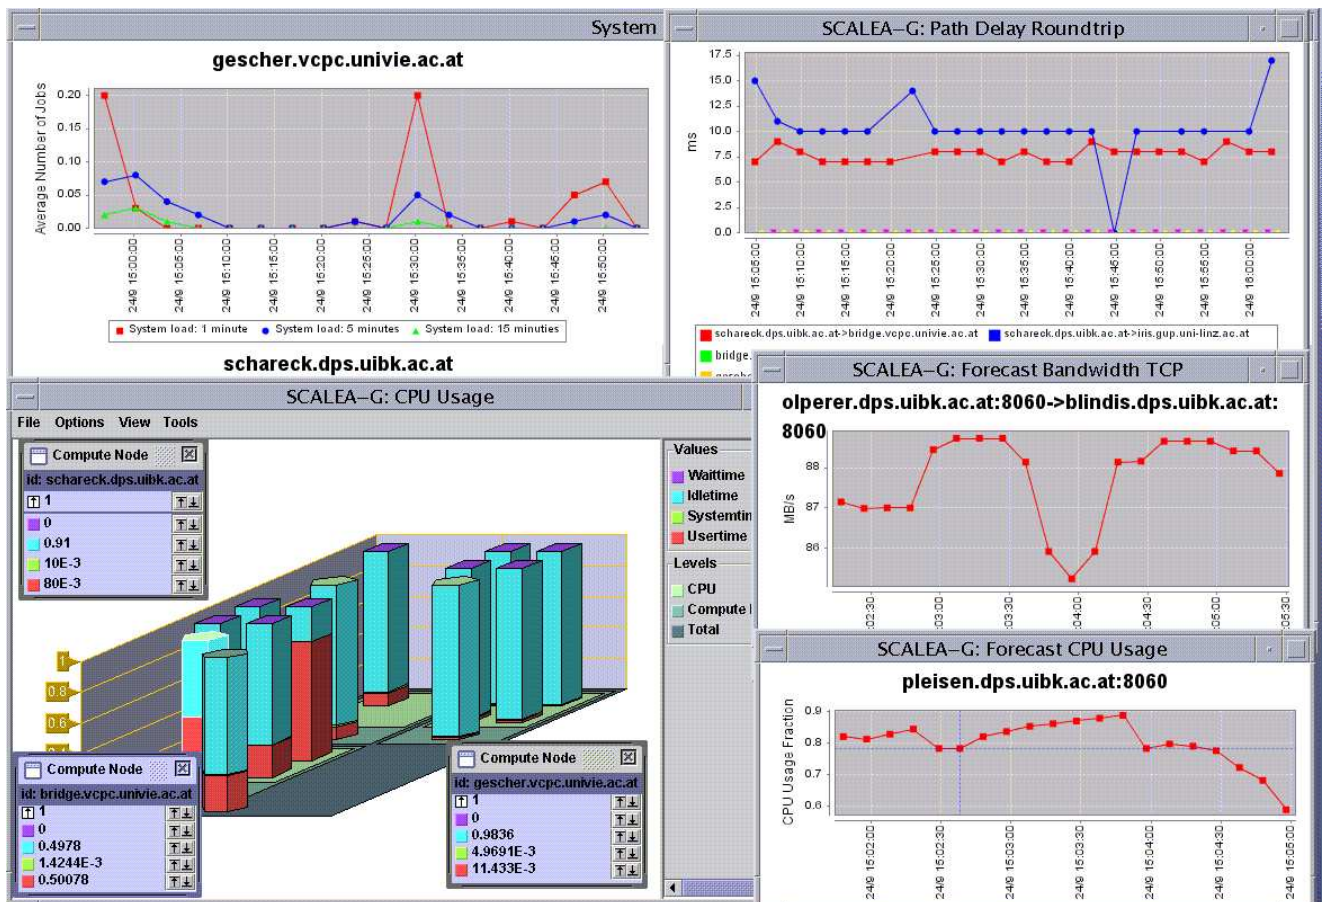 System
gescher.vcpc.univie.ac.at
Average Number of Jobs
0.20
0.15
0.10
0.05
0.00
24/9 15:00:00
24/9 15:05:00
24/9 15:10:00
24/9 15:15:00
24/9 15:20:00
24/9 15:25:00
24/9 15:30:00
24/9 15:35:00
24/9 15:40:00
24/9 15:45:00
24/9 15:50:00
System load: 1 minute System load: 5 minutes System load: 15 minuties
schareck.dps.uibk.ac.at
SCALEA-G: Path Delay Roundtrip
ms
17.5
15.0
12.5
10.0
7.5
5.0
2.5
0.0
24/9 15:05:00
24/9 15:10:00
24/9 15:15:00
24/9 15:20:00
24/9 15:25:00
24/9 15:30:00
24/9 15:35:00
24/9 15:40:00
24/9 15:45:00
24/9 15:50:00
24/9 15:55:00
24/9 16:00:00
schareck.dps.uibk.ac.at->bridge.vcpc.univie.ac.at schareck.dps.uibk.ac.at->iris.gup.uni-linz.ac.at
bridge.
SCALEA-G: CPU Usage
File Options View Tools
Compute Node
id: schareck.dps.uibk.ac.at
1
0
0.91
10E-3
80E-3
1
0.8
0.6
Compute Node
id: bridge.vcpc.univie.ac.at
1
0
0.4978
1.4244E-3
0.50078
Compute Node
id: gescher.vcpc.univie.ac.at
1
0
0.9836
4.9691E-3
11.433E-3
Values
Waittime
Idletime
Systemtim
Usertime
Levels
CPU
Compute
Total
SCALEA-G: Forecast Bandwidth TCP
olperer.dps.uibk.ac.at:8060->blindis.dps.uibk.ac.at:
8060
MB/s
88
87
86
:02:30
:03:00
:03:30
:04:00
:04:30
:05:00
:05:30
SCALEA-G: Forecast CPU Usage
pleisen.dps.uibk.ac.at:8060
CPU Usage Fraction
0.9
0.8
0.7
0.6
24/9 15:02:00
24/9 15:02:30
24/9 15:03:00
24/9 15:03:30
24/9 15:04:00
24/9 15:04:30
24/9 15:05:00